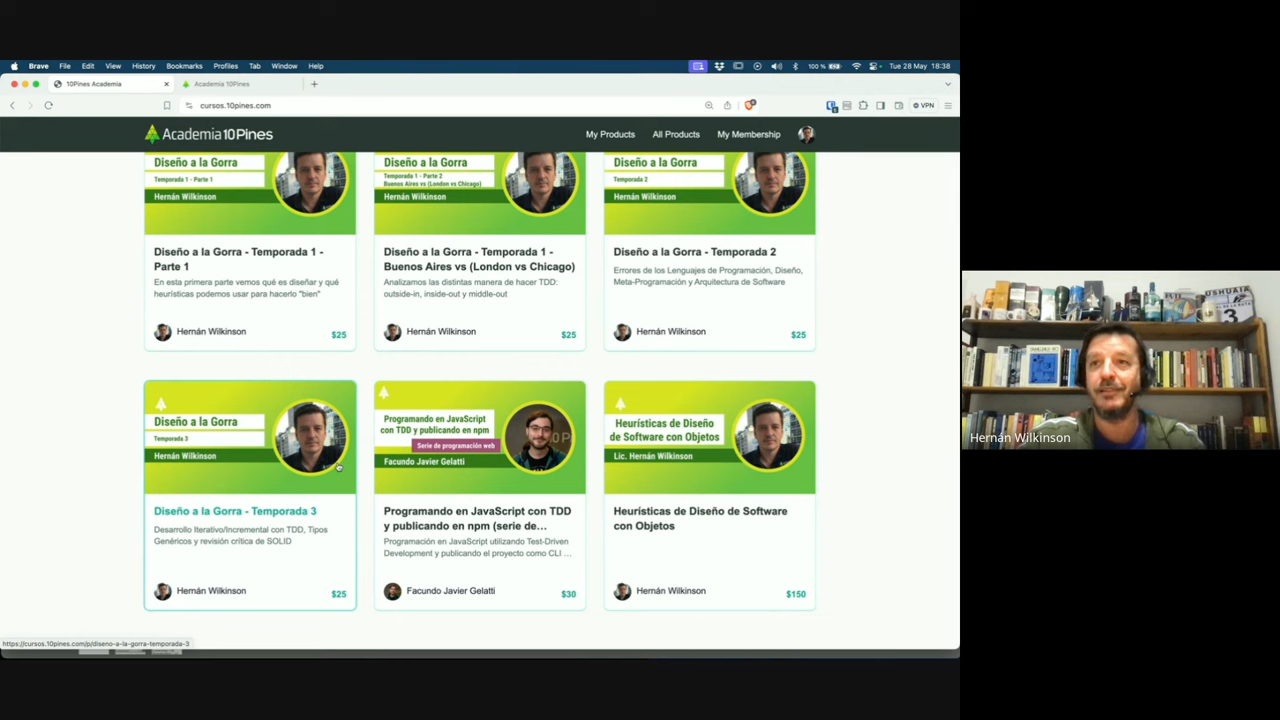 Brave File Edit View History Bookmarks Profiles Tab Window Help 100 % Tue 28 May 18:38
10Pines Academia
Academia 10Pines
cursos.10pines.com
VPN
Academia 10Pines
My Products All Products My Membership
Diseño a la Gorra
Temporada 1 - Parte 1
Hernán Wilkinson
Diseño a la Gorra - Temporada 1 -
Parte 1
En esta primera parte vemos qué es diseñar y qué
heurísticas podemos usar para hacerlo "bien"
Hernán Wilkinson
$25
Diseño a la Gorra
Temporada 1 - Parte 2
Buenos Aires vs (London vs Chicago)
Hernán Wilkinson
Diseño a la Gorra - Temporada 1 -
Buenos Aires vs (London vs Chicago)
Analizamos las distintas manera de hacer TDD:
outside-in, inside-out y middle-out
Hernán Wilkinson
$25
Diseño a la Gorra
Temporada 2
Hernán Wilkinson
Diseño a la Gorra - Temporada 2
Errores de los Lenguajes de Programación, Diseño,
Meta-Programación y Arquitectura de Software
Hernán Wilkinson
$25
Diseño a la Gorra
Temporada 3
Hernán Wilkinson
Diseño a la Gorra - Temporada 3
Desarrollo Iterativo/Incremental con TDD, Tipos
Genéricos y revisión crítica de SOLID
Hernán Wilkinson
$25
Programando en JavaScript
con TDD y publicando en npm
Serie de programación web
Facundo Javier Gelatti
Programando en JavaScript con TDD
y publicando en npm (serie de...
Programación en JavaScript utilizando Test-Driven
Development y publicando el proyecto como CLI ...
Facundo Javier Gelatti
$30
Heurísticas de Diseño
de Software con Objetos
Lic. Hernán Wilkinson
Heurísticas de Diseño de Software
con Objetos
Hernán Wilkinson
$150
https://cursos.10pines.com/p/diseno-a-la-gorra-temporada-3
USHUAIA
3
Hernán Wilkinson